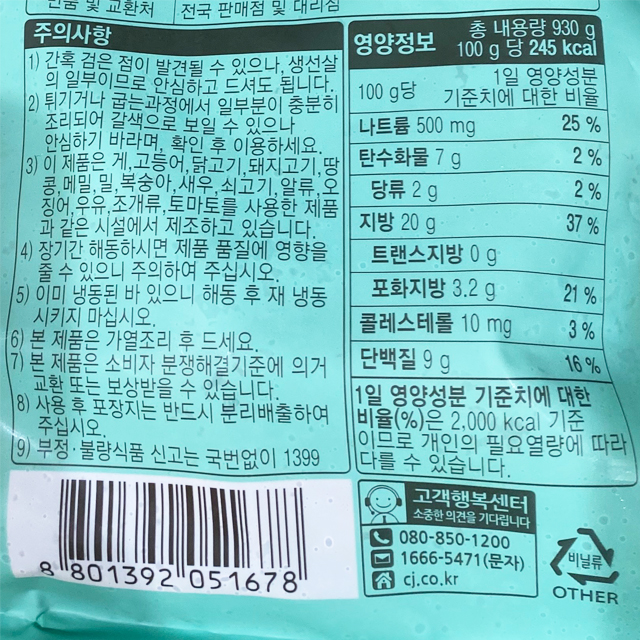 반품 및 교환처 전국 판매점 및 대리점
주의사항
1) 간혹 검은 점이 발견될 수 있으나, 생선살
의 일부이므로 안심하고 드셔도 됩니다.
2) 튀기거나 굽는과정에서 일부분이 충분히
조리되어 갈색으로 보일 수 있으나
안심하기 바라며, 확인 후 이용하세요.
3) 이 제품은 게,고등어,닭고기,돼지고기,땅
콩,메밀,밀,복숭아,새우,쇠고기,알류,오
징어,우유,조개류,토마토를 사용한 제품
과 같은 시설에서 제조하고 있습니다.
4) 장기간 해동하시면 제품 품질에 영향을
줄 수 있으니 주의하여 주십시오.
5) 이미 냉동된 바 있으니 해동 후 재 냉동
시키지 마십시오.
6) 본 제품은 가열조리 후 드세요.
7) 본 제품은 소비자 분쟁해결기준에 의거
교환 또는 보상받을 수 있습니다.
8) 사용 후 포장지는 반드시 분리배출하여
주십시오.
9) 부정·불량식품 신고는 국번없이 1399
영양정보
총 내용량 930 g
100 g 당 245 kcal
100 g당
1일 영양성분
기준치에 대한 비율
나트륨 500 mg 25 %
탄수화물 7 g 2 %
당류 2 g 2 %
지방 20 g 37 %
트랜스지방 0 g
포화지방 3.2 g 21 %
콜레스테롤 10 mg 3 %
단백질 9 g 16 %
1일 영양성분 기준치에 대한
비율(%)은 2,000 kcal 기준
이므로 개인의 필요열량에 따라
다를 수 있습니다.
8 801392 051678
고객행복센터
소중한 의견을 기다립니다
080-850-1200
1666-5471(문자)
cj.co.kr
비닐류
OTHER